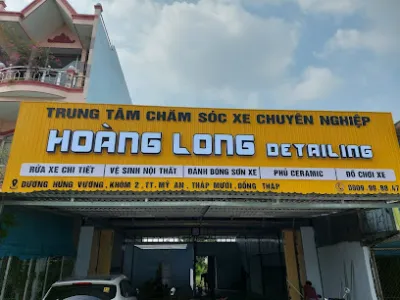 TRUNG TÂM CHĂM SÓC XE CHUYÊN NGHIỆP
HOÀNG LONG DETAILING
RỬA XE CHI TIẾT VỆ SINH NỘI THẤT ĐÁNH BÓNG SƠN XE PHỦ CERAMIC ĐỒ CHƠI XE
ĐƯỜNG HÙNG VƯƠNG, KHÓM 2, TT. MỸ AN, THÁP MƯỜI, ĐỒNG THÁP